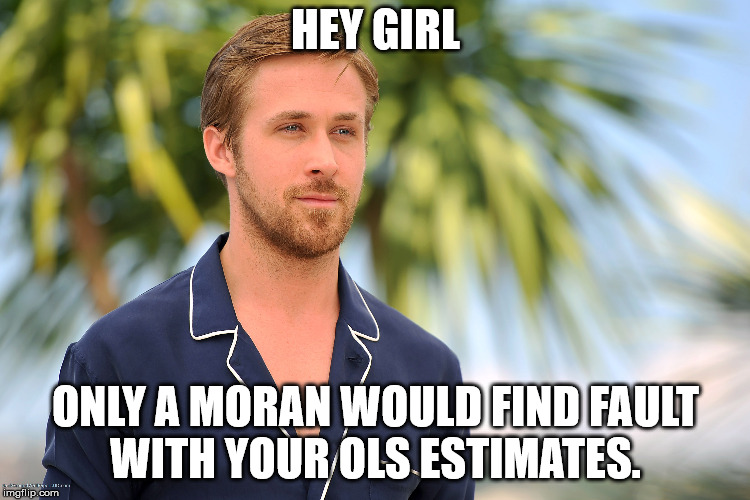 HEY GIRL
ONLY A MORAN WOULD FIND FAULT
WITH YOUR OLS ESTIMATES.
imgflip.com